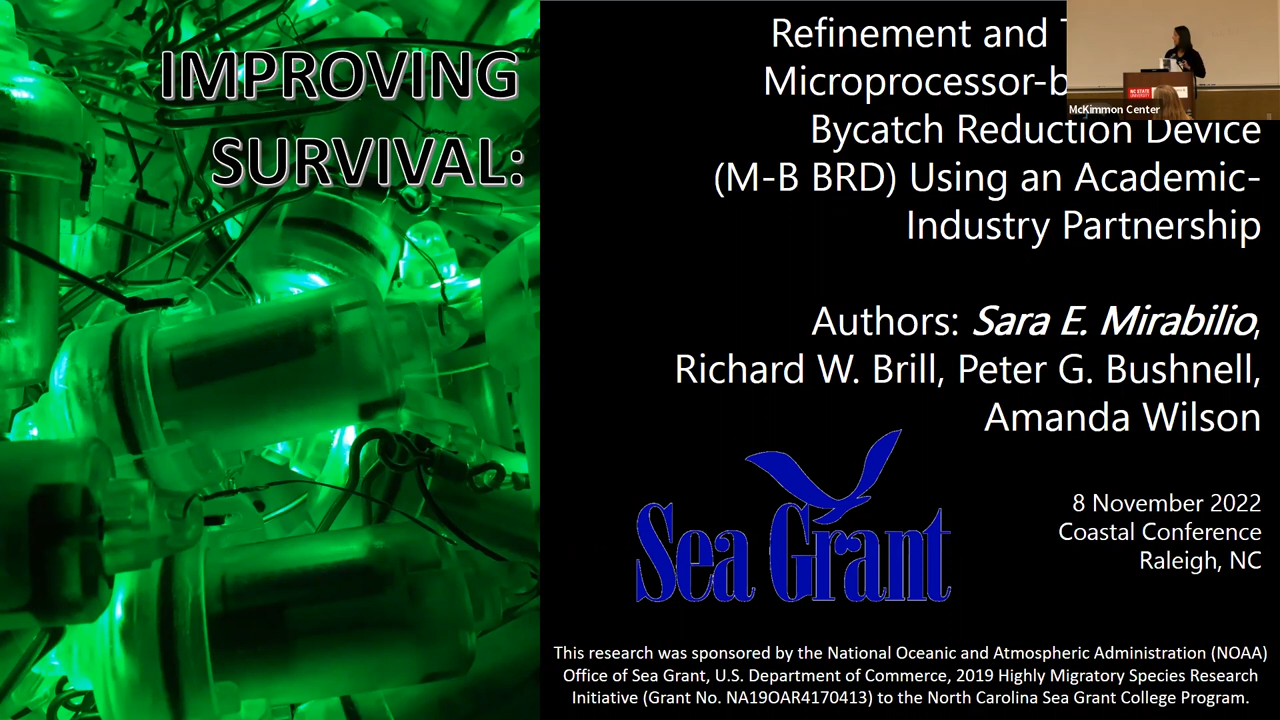 IMPROVING
SURVIVAL:
Refinement and
Microprocessor-b
Bycatch Reduction Device
(M-B BRD) Using an Academic-
Industry Partnership
Authors: Sara E. Mirabilio,
Richard W. Brill, Peter G. Bushnell,
Amanda Wilson
Sea Grant
8 November 2022
Coastal Conference
Raleigh, NC
This research was sponsored by the National Oceanic and Atmospheric Administration (NOAA)
Office of Sea Grant, U.S. Department of Commerce, 2019 Highly Migratory Species Research
Initiative (Grant No. NA19OAR4170413) to the North Carolina Sea Grant College Program.
NC STATE
UNIVERSITY
McKimmon Center